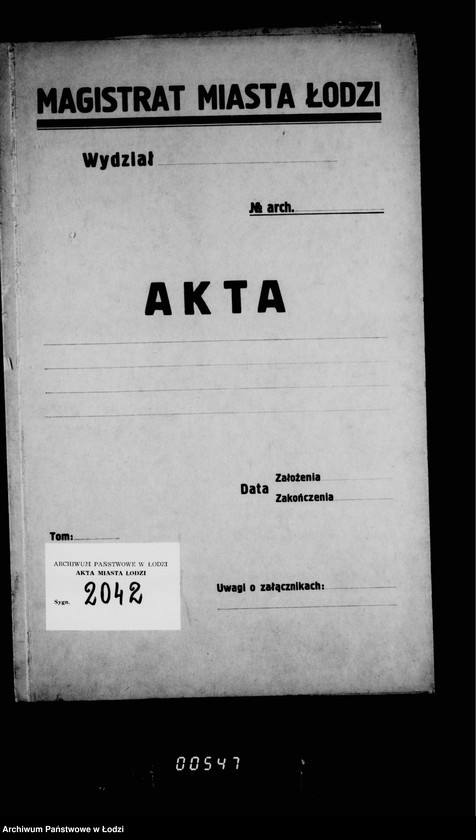 MAGISTRAT MIASTA ŁODZI
Wydział
№ arch.
AKTA
Data Założenia
Zakończenia
Tom:
ARCHIWUM PAŃSTWOWE W ŁODZI
AKTA MIASTA ŁODZI
Sygn. 2042
Uwagi o załącznikach:
00547
Archiwum Państwowe w Łodzi